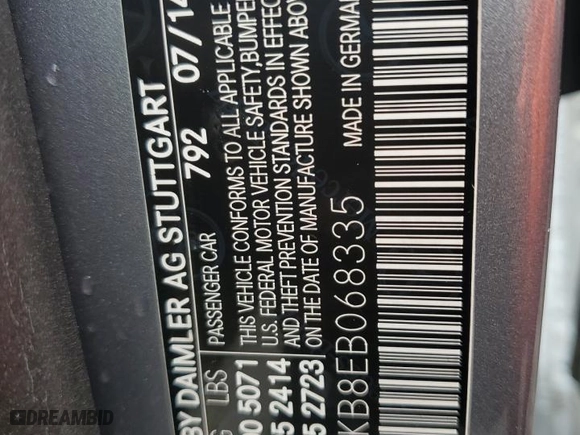 BY DAIMLER AG STUTTGART
792 07/14
LBS PASSENGER CAR
5071 THIS VEHICLE CONFORMS TO ALL APPLICABLE
U.S. FEDERAL MOTOR VEHICLE SAFETY, BUMPER
2414 AND THEFT PREVENTION STANDARDS IN EFFECT
2723 ON THE DATE OF MANUFACTURE SHOWN ABOVE
KB8EB068335 MADE IN GERMAN
DREAMBID